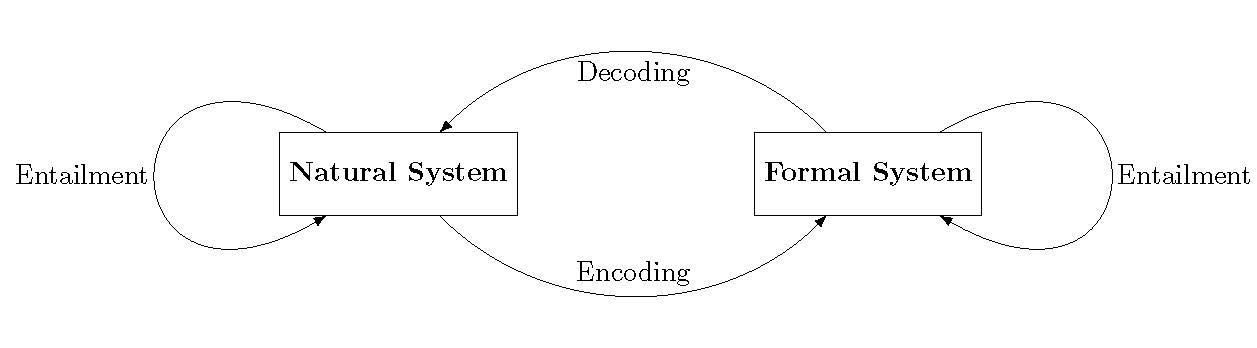 Decoding
Entailment
Natural System
Formal System
Entailment
Encoding